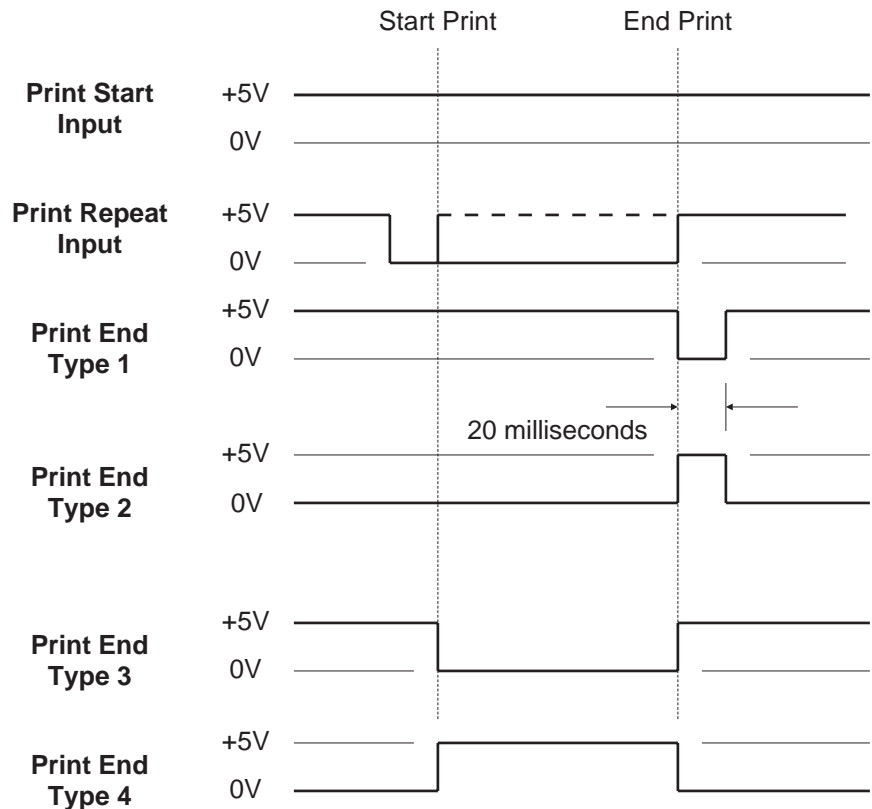 Start Print End Print
Print Start
Input
+5V
0V
Print Repeat
Input
+5V
0V
Print End
Type 1
+5V
0V
20 milliseconds
Print End
Type 2
+5V
0V
Print End
Type 3
+5V
0V
Print End
Type 4
+5V
0V